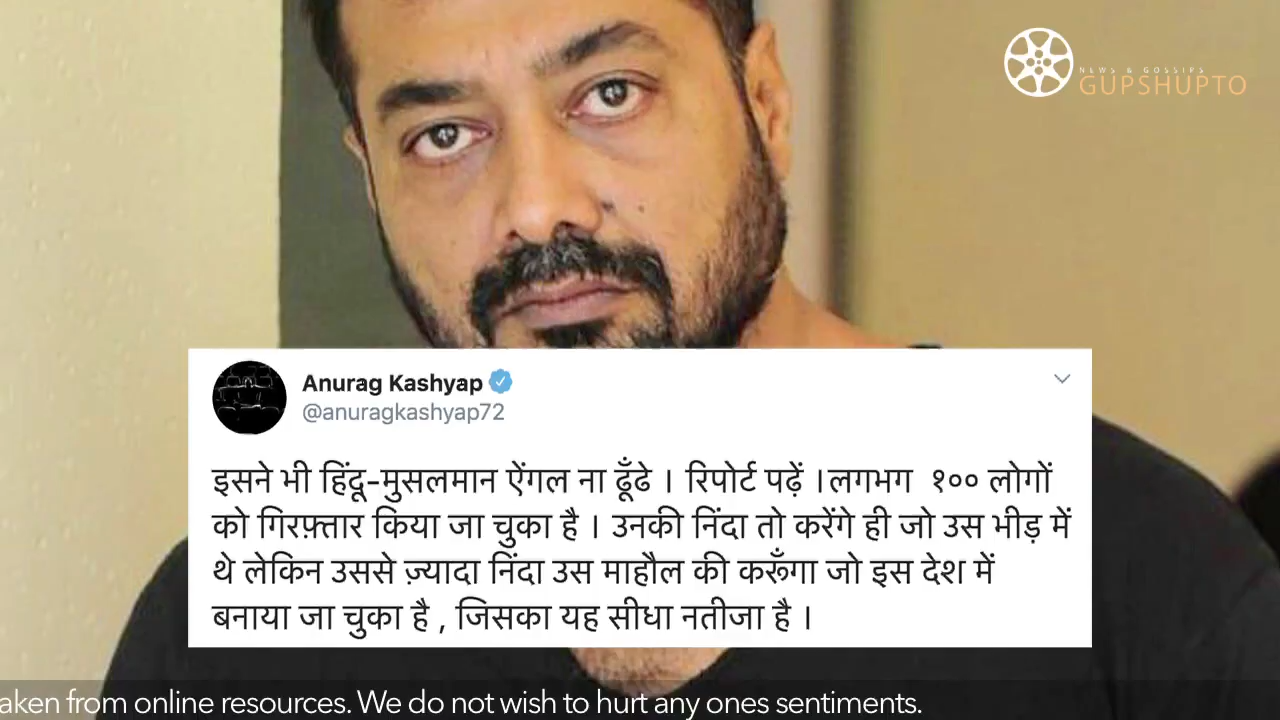 NEWS & GOSSIPS
GUPSHUPTO
Anurag Kashyap
@anuragkashyap72
इसने भी हिंदू-मुसलमान ऐंगल ना ढूँढे । रिपोर्ट पढ़ें ।लगभग १०० लोगों
को गिरफ़्तार किया जा चुका है । उनकी निंदा तो करेंगे ही जो उस भीड़ में
थे लेकिन उससे ज़्यादा निंदा उस माहौल की करूँगा जो इस देश में
बनाया जा चुका है , जिसका यह सीधा नतीजा है ।
aken from online resources. We do not wish to hurt any ones sentiments.